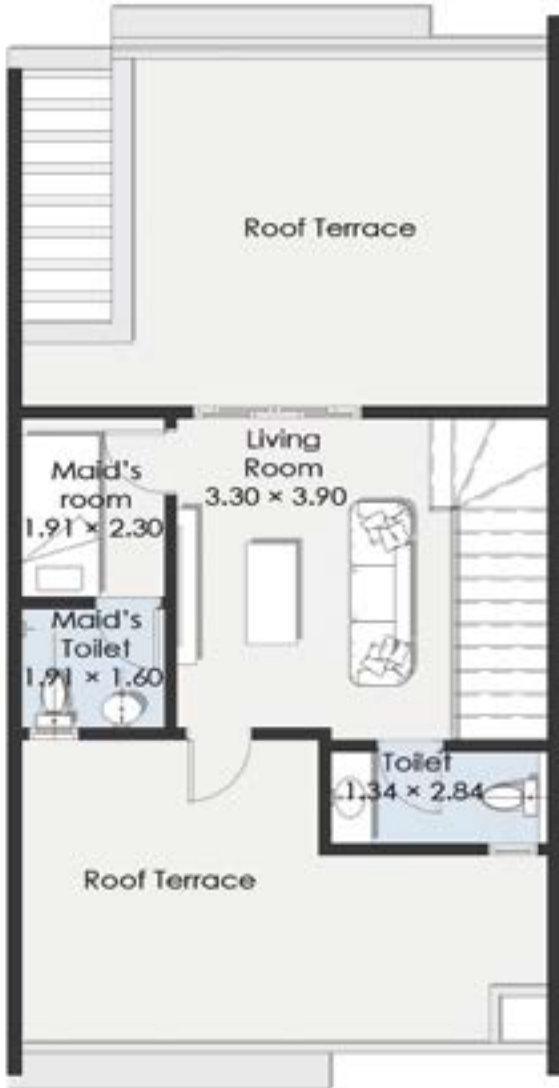 Roof Terrace
Living
Room
3.30 × 3.90
Maid's
room
1.91 × 2.30
Maid's
Toilet
1.91 × 1.60
Toilet
1.34 × 2.84
Roof Terrace